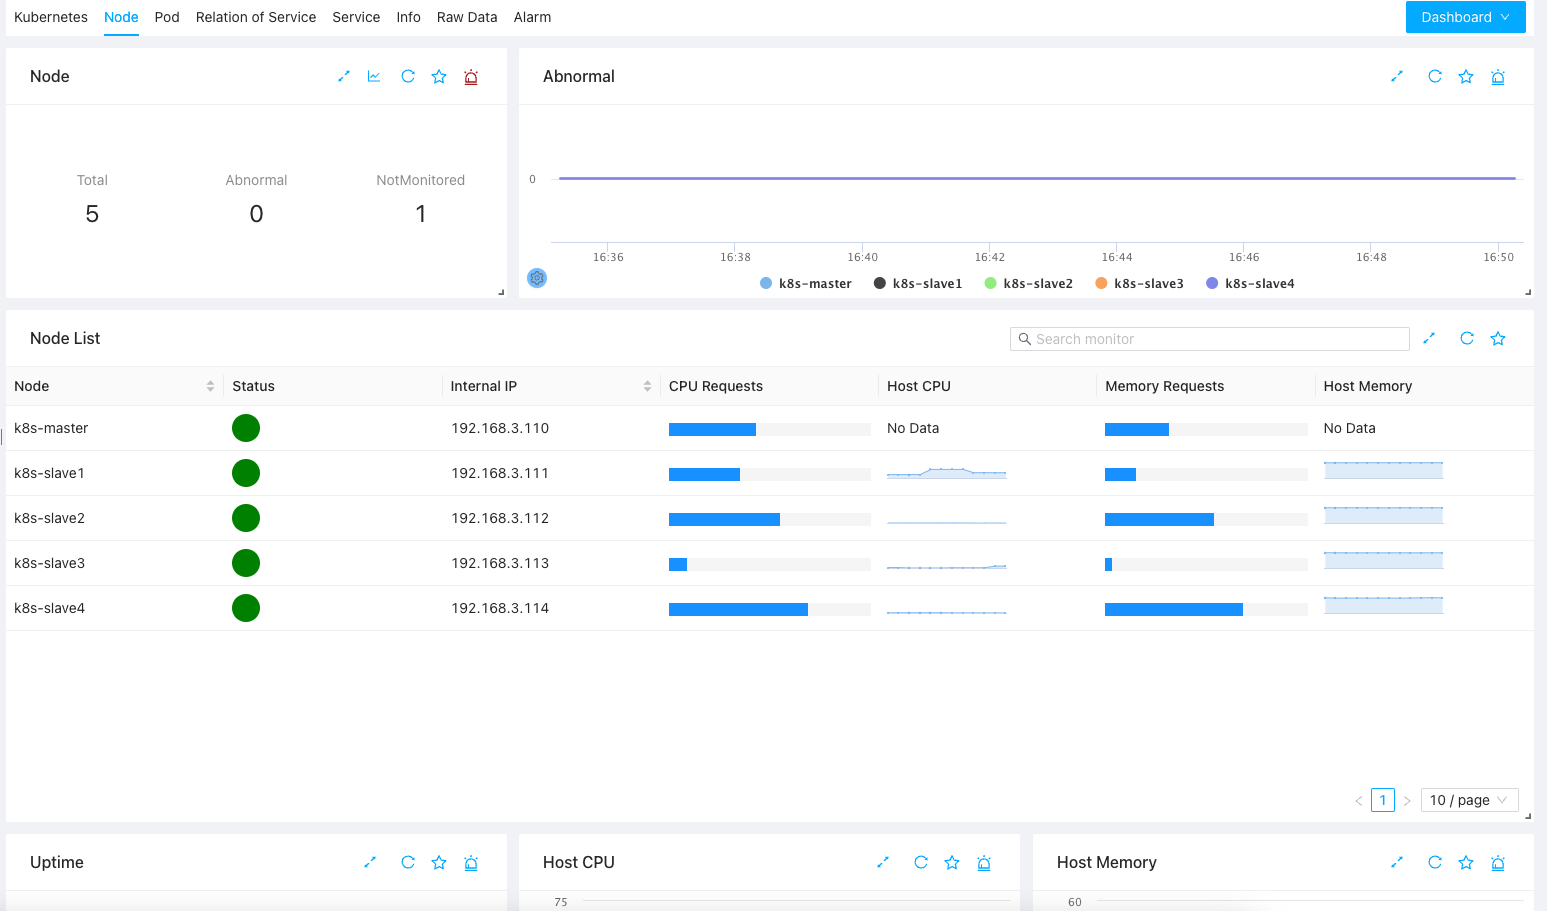 Kubernetes Node Pod Relation of Service Service Info Raw Data Alarm Dashboard
Node
Total Abnormal NotMonitored
5 0 1
Abnormal
0
16:36 16:38 16:40 16:42 16:44 16:46 16:48 16:50
k8s-master k8s-slave1 k8s-slave2 k8s-slave3 k8s-slave4
Node List Search monitor
Node Status Internal IP CPU Requests Host CPU Memory Requests Host Memory
k8s-master 192.168.3.110 No Data No Data
k8s-slave1 192.168.3.111
k8s-slave2 192.168.3.112
k8s-slave3 192.168.3.113
k8s-slave4 192.168.3.114
1 10 / page
Uptime
Host CPU
75
Host Memory
60